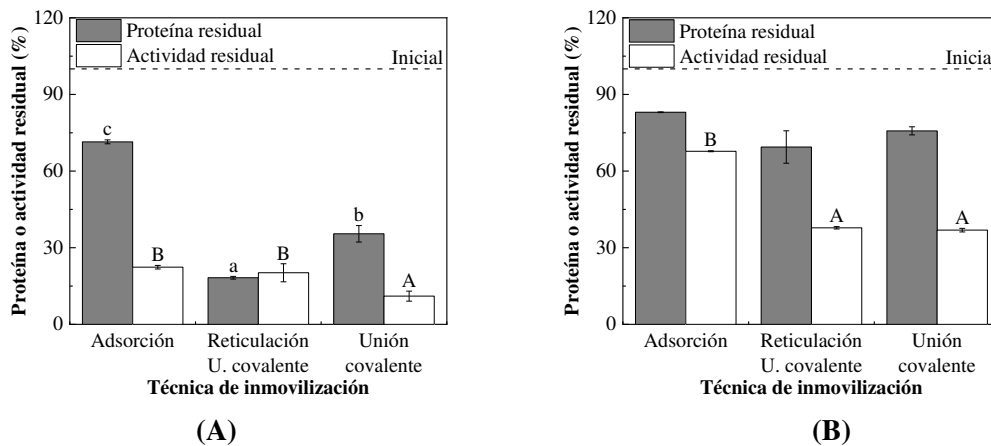 120
90
60
30
0
Proteína o actividad residual (%)
Proteína residual
Actividad residual
Inicial
c
B
a
B
b
A
Adsorción
Reticulación
U. covalente
Unión
covalente
Técnica de inmovilización
(A)
120
90
60
30
0
Proteína o actividad residual (%)
Proteína residual
Actividad residual
Inicial
B
A
A
Adsorción
Reticulación
U. covalente
Unión
covalente
Técnica de inmovilización
(B)